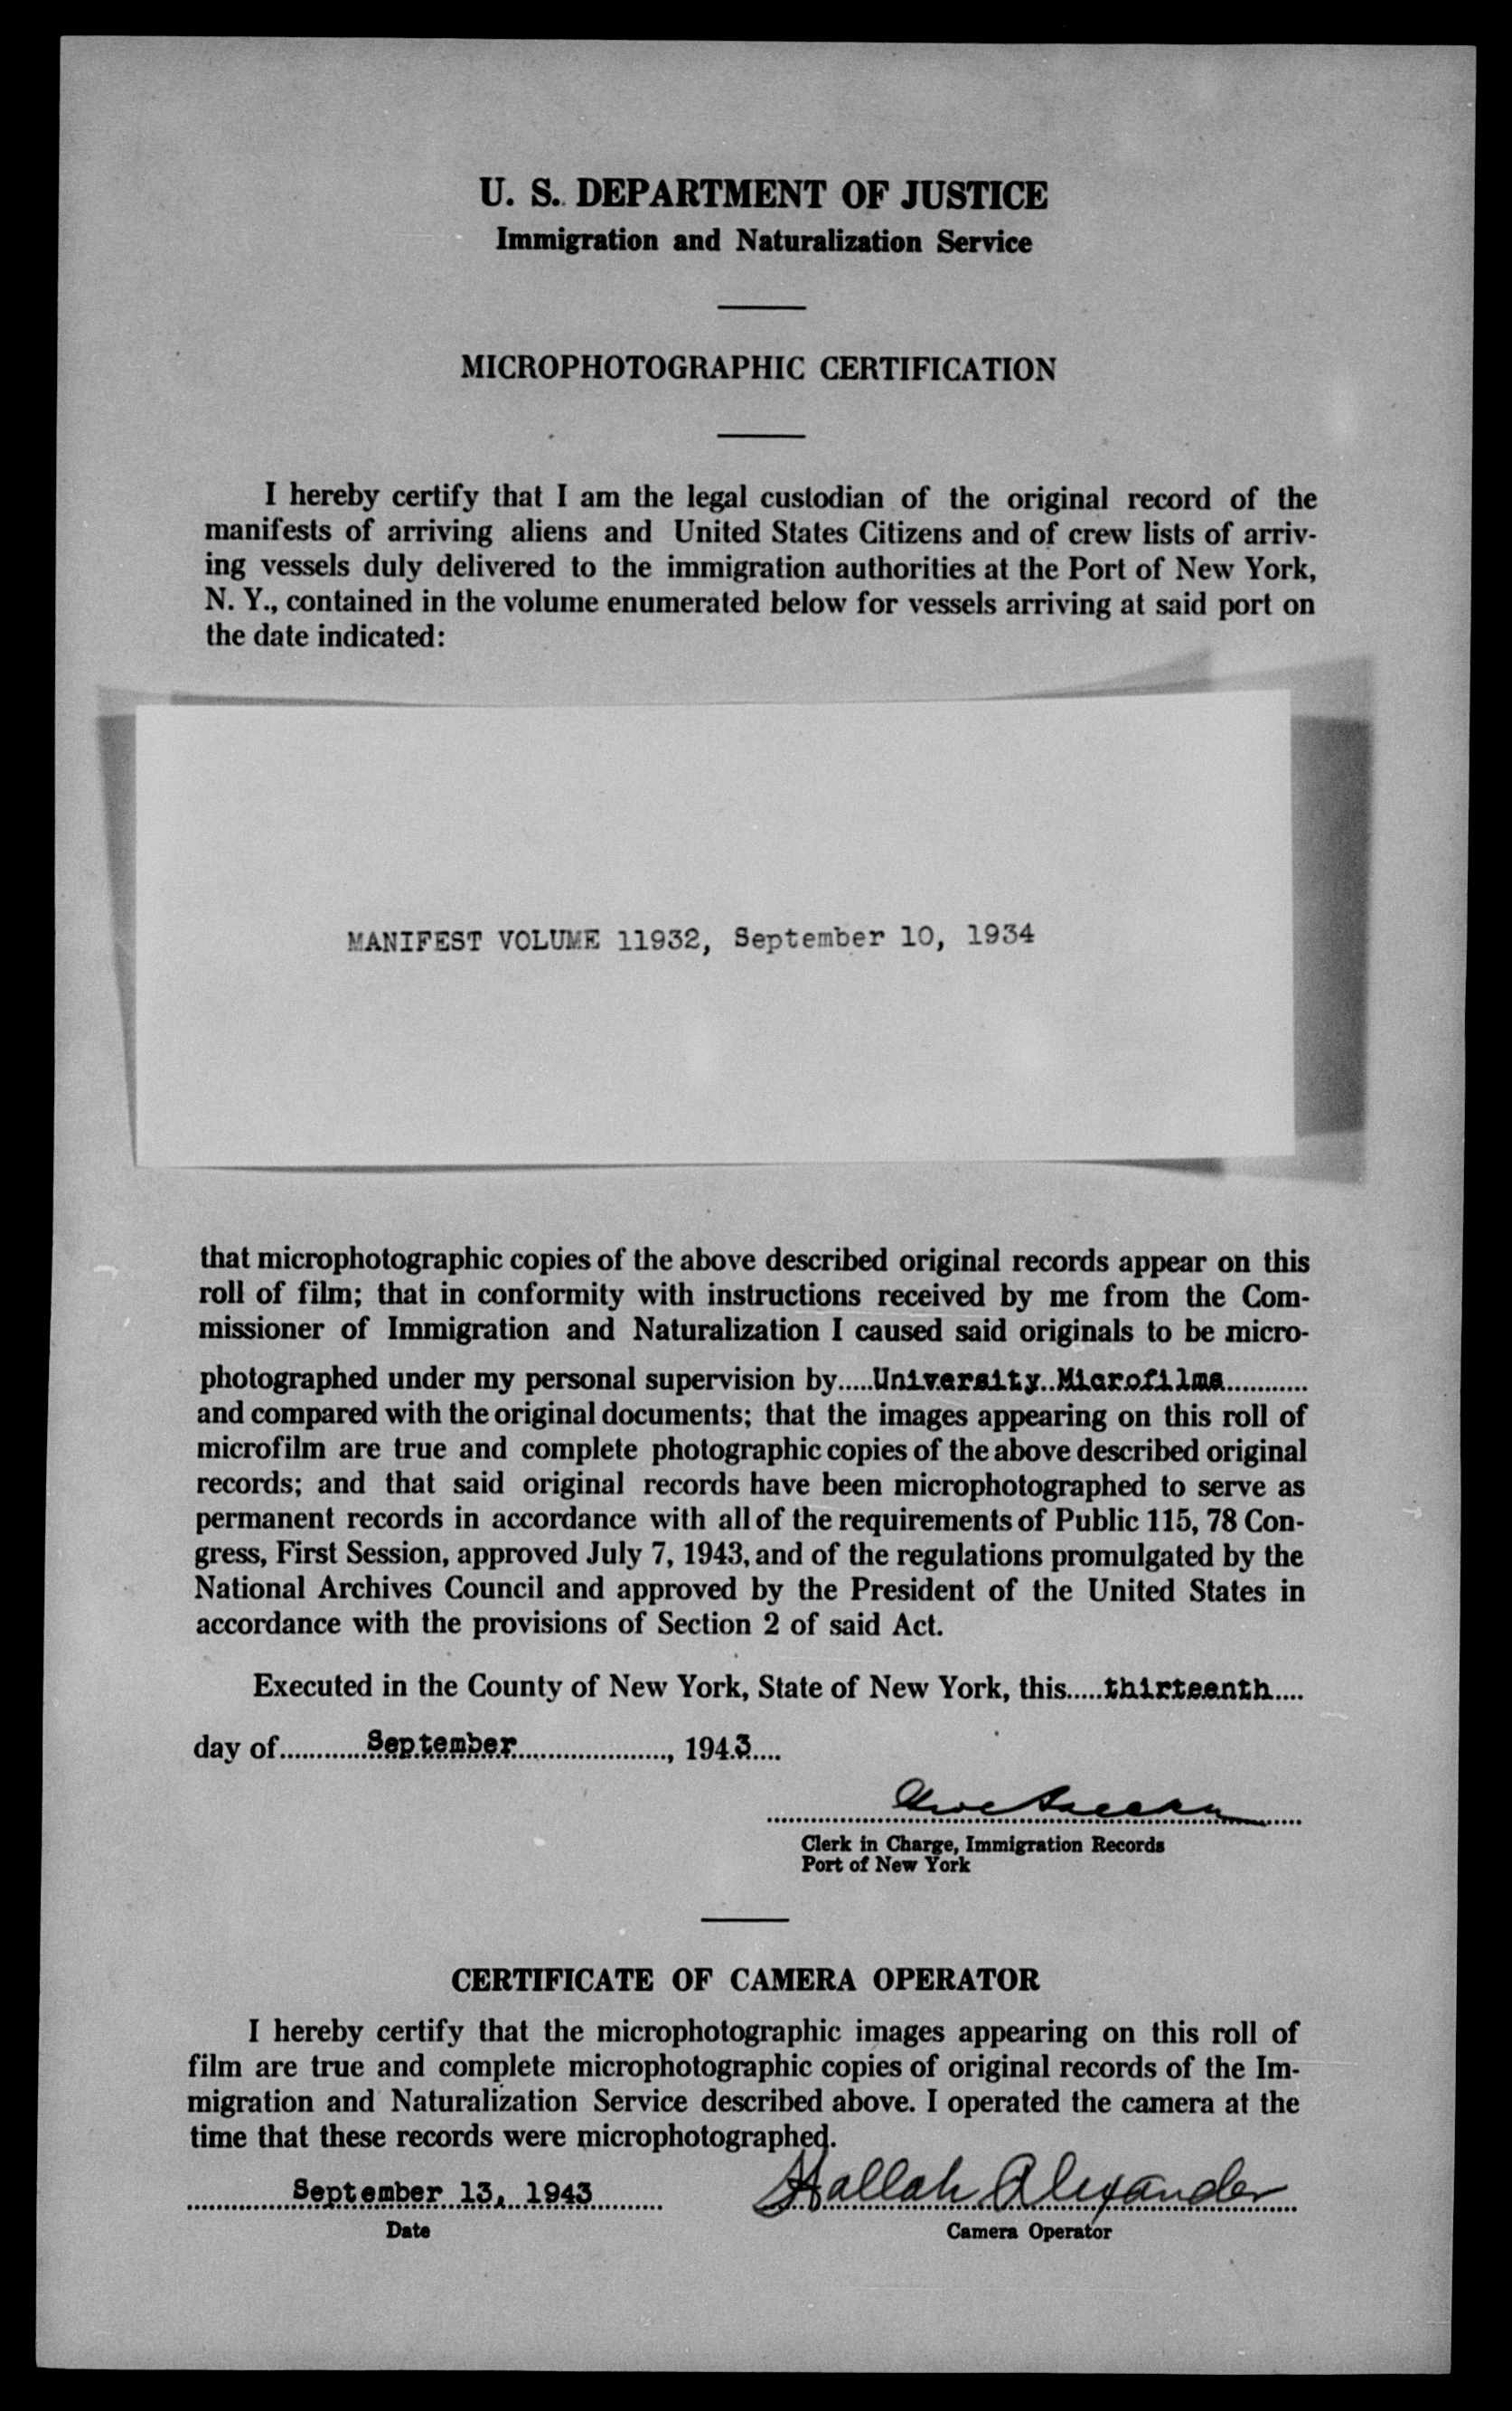 U. S. DEPARTMENT OF JUSTICE
Immigration and Naturalization Service
MICROPHOTOGRAPHIC CERTIFICATION
I hereby certify that I am the legal custodian of the original record of the
manifests of arriving aliens and United States Citizens and of crew lists of arriv-
ing vessels duly delivered to the immigration authorities at the Port of New York,
N. Y., contained in the volume enumerated below for vessels arriving at said port on
the date indicated:
MANIFEST VOLUME 11932, September 10, 1934
that microphotographic copies of the above described original records appear on this
roll of film; that in conformity with instructions received by me from the Com-
missioner of Immigration and Naturalization I caused said originals to be micro-
photographed under my personal supervision by.....University Microfilms...........
and compared with the original documents; that the images appearing on this roll of
microfilm are true and complete photographic copies of the above described original
records; and that said original records have been microphotographed to serve as
permanent records in accordance with all of the requirements of Public 115, 78 Con-
gress, First Session, approved July 7, 1943, and of the regulations promulgated by the
National Archives Council and approved by the President of the United States in
accordance with the provisions of Section 2 of said Act.
Executed in the County of New York, State of New York, this.....thirteenth....
day of............September....................., 1943....
Clerk in Charge, Immigration Records
Port of New York
CERTIFICATE OF CAMERA OPERATOR
I hereby certify that the microphotographic images appearing on this roll of
film are true and complete microphotographic copies of original records of the Im-
migration and Naturalization Service described above. I operated the camera at the
time that these records were microphotographed.
September 13, 1943 Hallah Alexander
Date Camera Operator